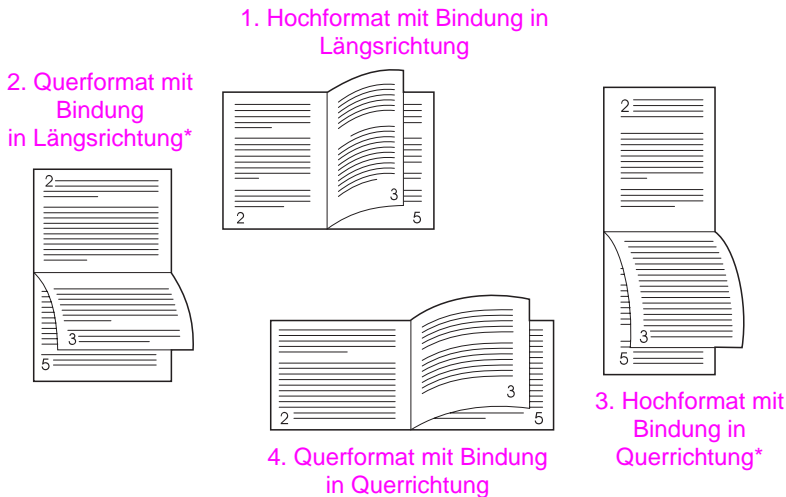 1. Hochformat mit Bindung in
Längsrichtung
2. Querformat mit
Bindung
in Längsrichtung*
2
3
5
2
3
5
2
3
5
3. Hochformat mit
Bindung in
Querrichtung*
2
3
5
4. Querformat mit Bindung
in Querrichtung